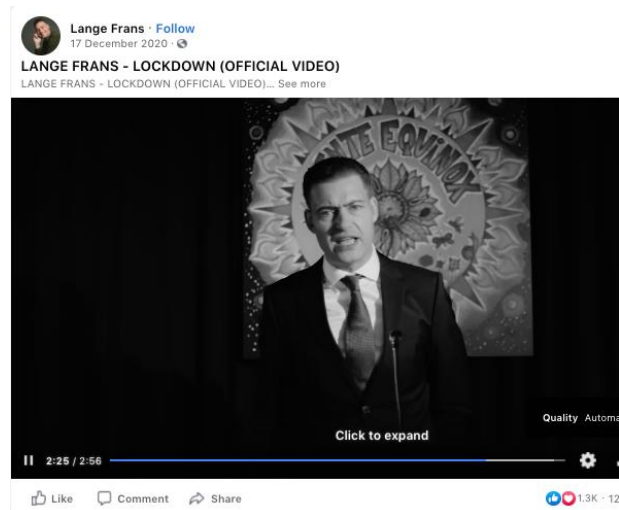 Lange Frans · Follow
17 December 2020 ·
LANGE FRANS - LOCKDOWN (OFFICIAL VIDEO)
LANGE FRANS - LOCKDOWN (OFFICIAL VIDEO)... See more
NTE EQUINOX
Quality Automa
Click to expand
2:25 / 2:56
Like Comment Share 1.3K · 12